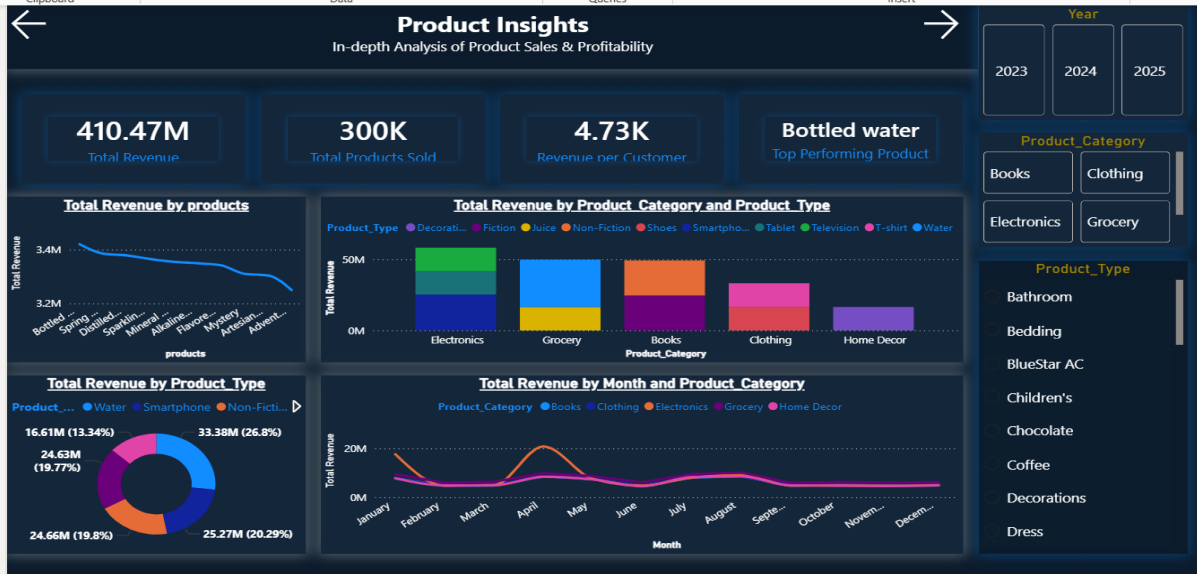 Clipboard
Data
Queries
Insert
Product Insights
In-depth Analysis of Product Sales & Profitability
410.47M
Total Revenue
300K
Total Products Sold
4.73K
Revenue per Customer
Bottled water
Top Performing Product
Total Revenue by products
Total Revenue
3.4M
3.2M
Bottled ...
Spring ...
Distilled...
Sparklin...
Mineral ...
Alkaline...
Flavore...
Mystery
Artesian...
Advent...
products
Total Revenue by Product_Category and Product_Type
Product_Type Decorati... Fiction Juice Non-Fiction Shoes Smartpho... Tablet Television T-shirt Water
Total Revenue
50M
0M
Electronics
Grocery
Books
Clothing
Home Decor
Product_Category
Total Revenue by Product_Type
Product_... Water Smartphone Non-Ficti...
16.61M (13.34%)
33.38M (26.8%)
24.63M
(19.77%)
24.66M (19.8%)
25.27M (20.29%)
Total Revenue by Month and Product_Category
Product_Category Books Clothing Electronics Grocery Home Decor
Total Revenue
20M
0M
January
February
March
April
May
June
July
August
Septe...
October
Novem...
Decem...
Month
Year
2023
2024
2025
Product_Category
Books
Clothing
Electronics
Grocery
Product_Type
Bathroom
Bedding
BlueStar AC
Children's
Chocolate
Coffee
Decorations
Dress